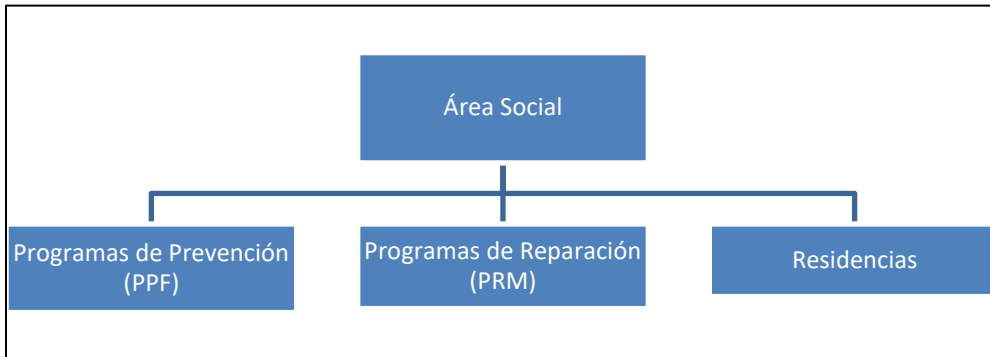 Área Social
Programas de Prevención
(PPF)
Programas de Reparación
(PRM)
Residencias